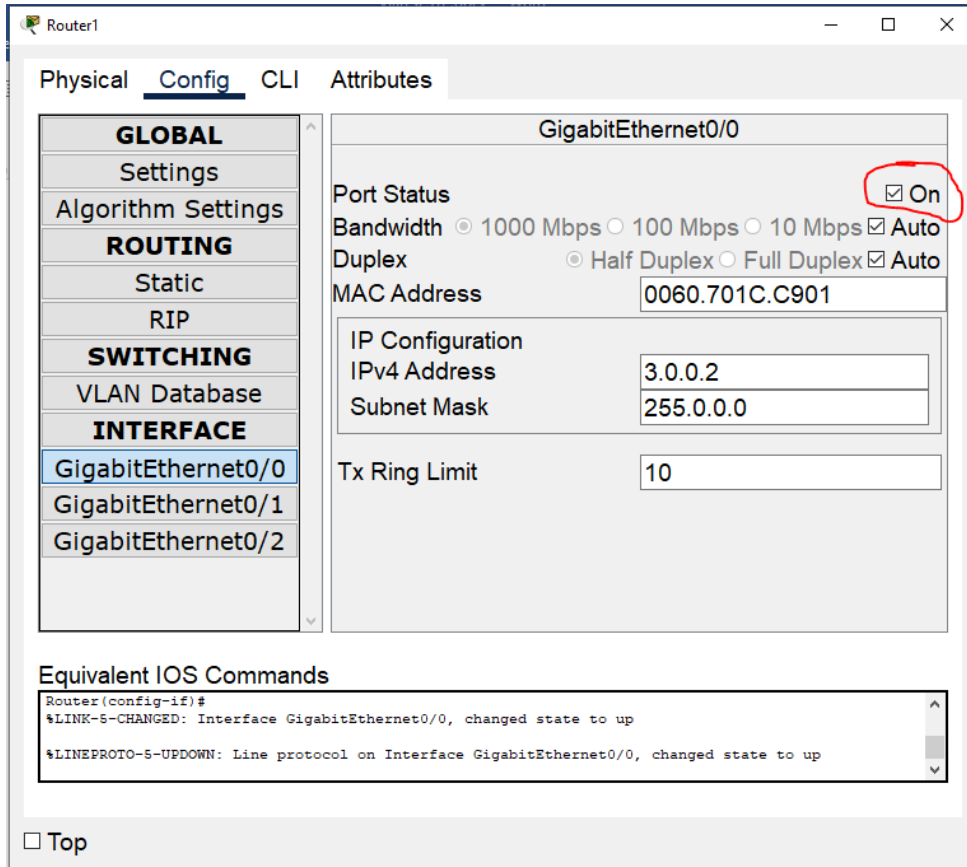 Router1
Physical Config CLI Attributes
GLOBAL
Settings
Algorithm Settings
ROUTING
Static
RIP
SWITCHING
VLAN Database
INTERFACE
GigabitEthernet0/0
GigabitEthernet0/1
GigabitEthernet0/2
GigabitEthernet0/0
Port Status On
Bandwidth 1000 Mbps 100 Mbps 10 Mbps Auto
Duplex Half Duplex Full Duplex Auto
MAC Address 0060.701C.C901
IP Configuration
IPv4 Address 3.0.0.2
Subnet Mask 255.0.0.0
Tx Ring Limit 10
Equivalent IOS Commands
Router(config-if)#
%LINK-5-CHANGED: Interface GigabitEthernet0/0, changed state to up
%LINEPROTO-5-UPDOWN: Line protocol on Interface GigabitEthernet0/0, changed state to up
Top